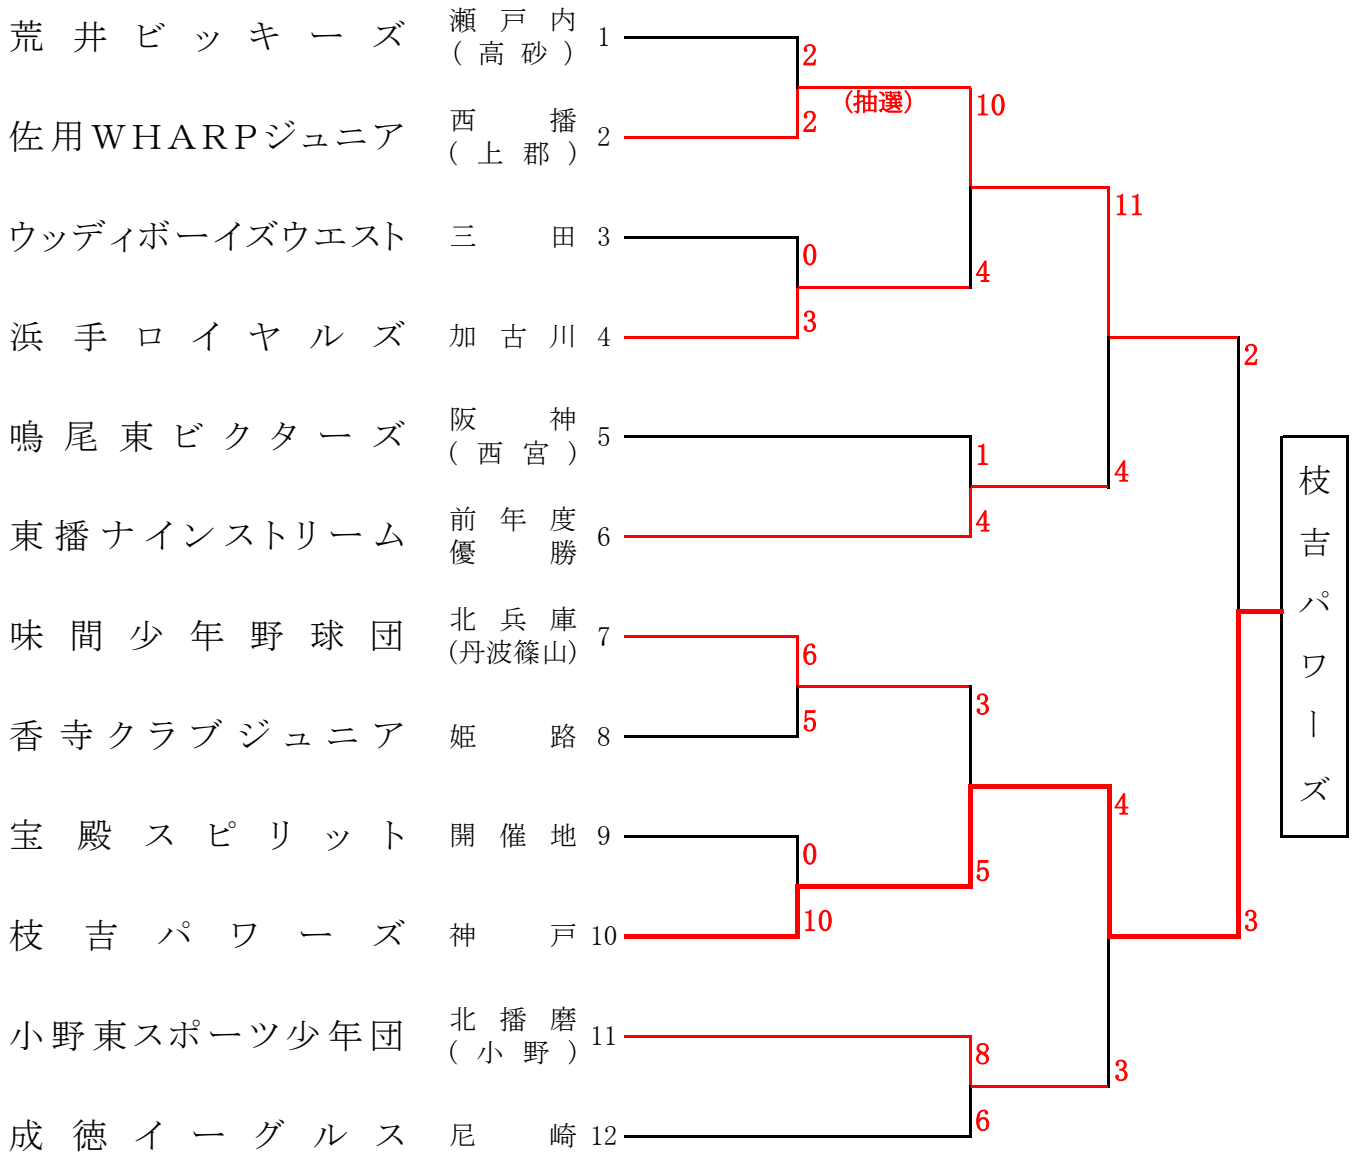 荒井ビッキーズ 瀬戸内(高砂) 1
2
(抽選)
10
佐用WHARPジュニア 西播(上郡) 2
2
11
ウッディボーイズウエスト 三田 3
0
4
浜手ロイヤルズ 加古川 4
3
2
鳴尾東ビクターズ 阪神(西宮) 5
1
4
東播ナインストリーム 前年度優勝 6
4
枝吉パワーズ
味間少年野球団 北兵庫(丹波篠山) 7
6
3
香寺クラブジュニア 姫路 8
5
4
宝殿スピリット 開催地 9
0
5
枝吉パワーズ 神戸 10
10
3
小野東スポーツ少年団 北播磨(小野) 11
8
3
成徳イーグルス 尼崎 12
6